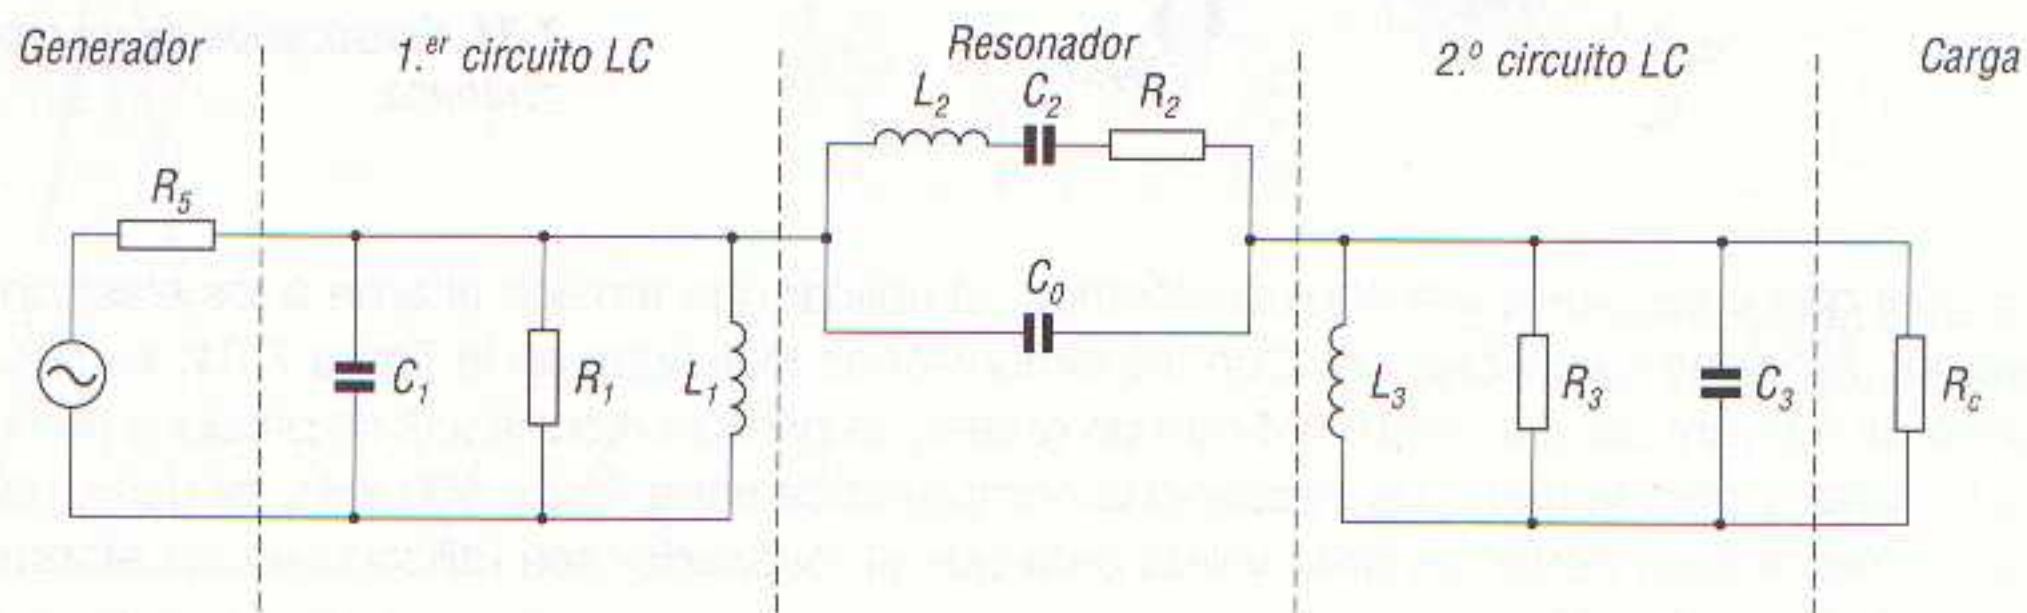 Generador
1.er circuito LC
Resonador
2.º circuito LC
Carga
L2
C2
R2
R5
C0
C1
R1
L1
L3
R3
C3
Rc